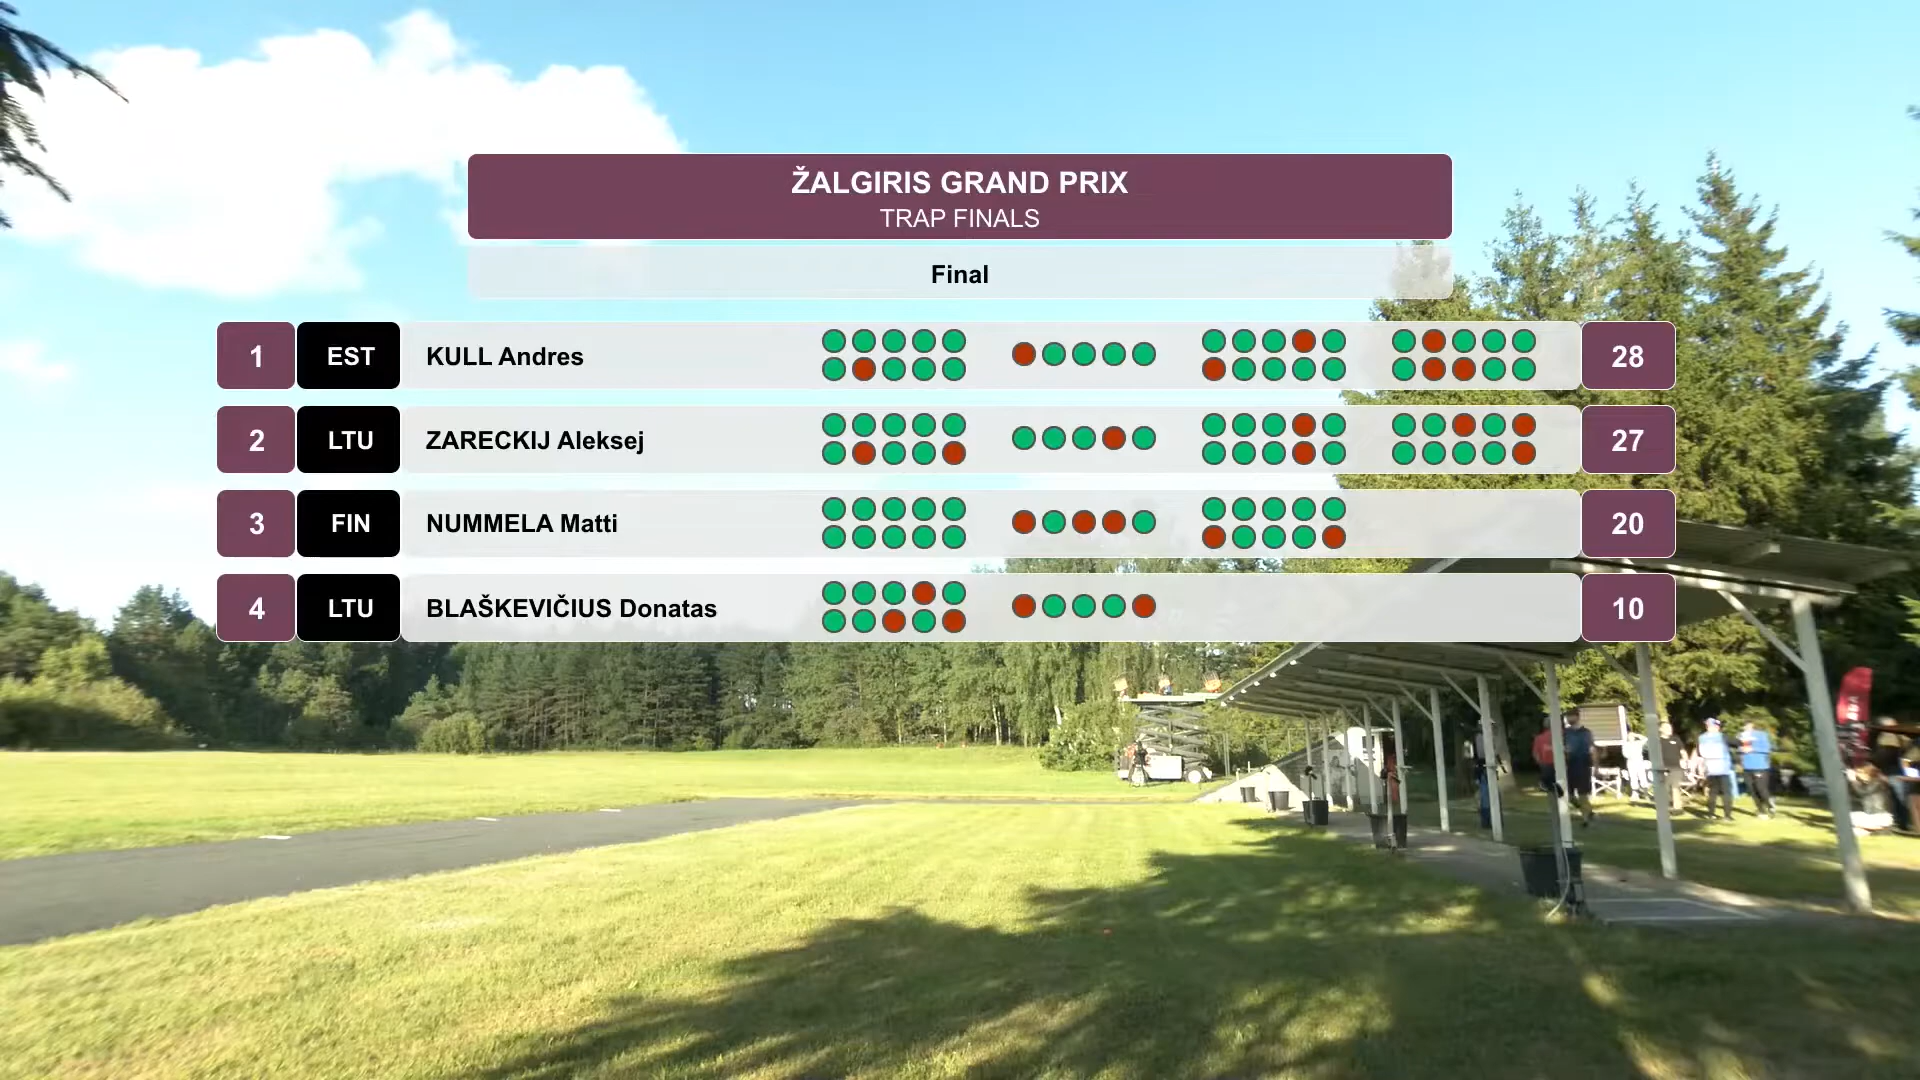 ŽALGIRIS GRAND PRIX
TRAP FINALS
Final
1 EST KULL Andres 28
2 LTU ZARECKIJ Aleksej 27
3 FIN NUMMELA Matti 20
4 LTU BLAŠKEVIČIUS Donatas 10